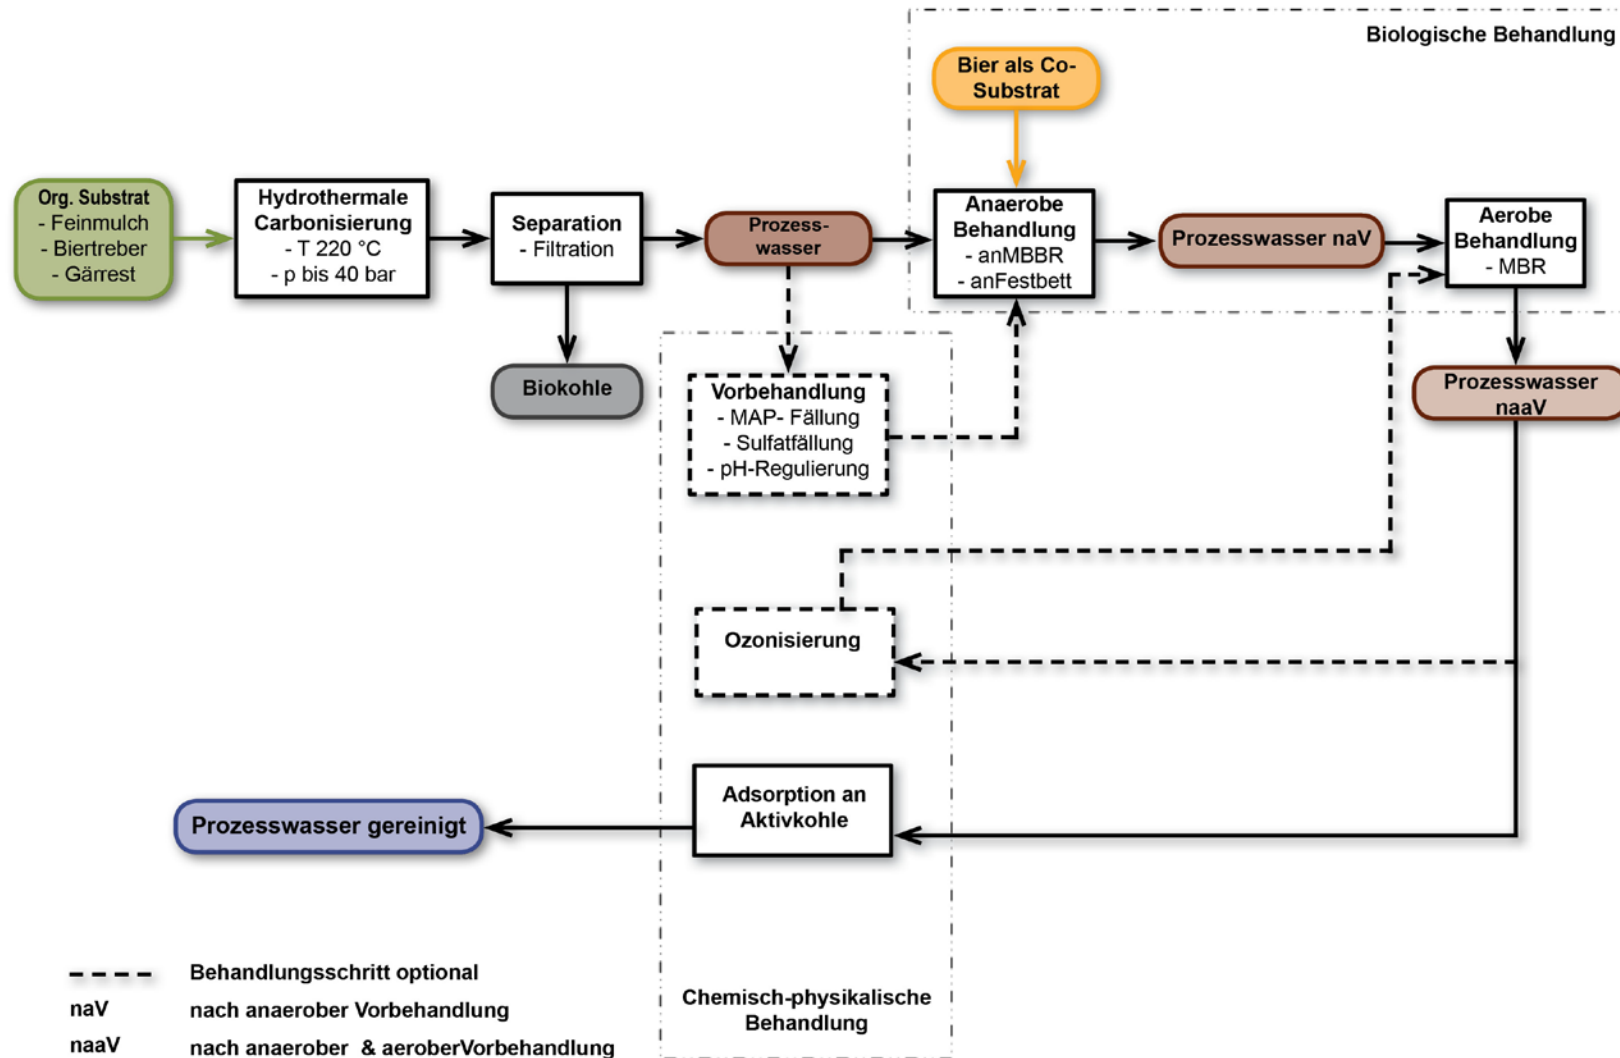 Biologische Behandlung
Bier als Co-
Substrat
Org. Substrat
- Feinmulch
- Biertreber
- Gärrest
Hydrothermale
Carbonisierung
- T 220 °C
- p bis 40 bar
Separation
- Filtration
Prozess-
wasser
Anaerobe
Behandlung
- anMBBR
- anFestbett
Prozesswasser naV
Aerobe
Behandlung
- MBR
Biokohle
Vorbehandlung
- MAP- Fällung
- Sulfatfällung
- pH-Regulierung
Prozesswasser
naaV
Ozonisierung
Adsorption an
Aktivkohle
Prozesswasser gereinigt
Behandlungsschritt optional
naV nach anaerober Vorbehandlung
naaV nach anaerober & aeroberVorbehandlung
Chemisch-physikalische
Behandlung